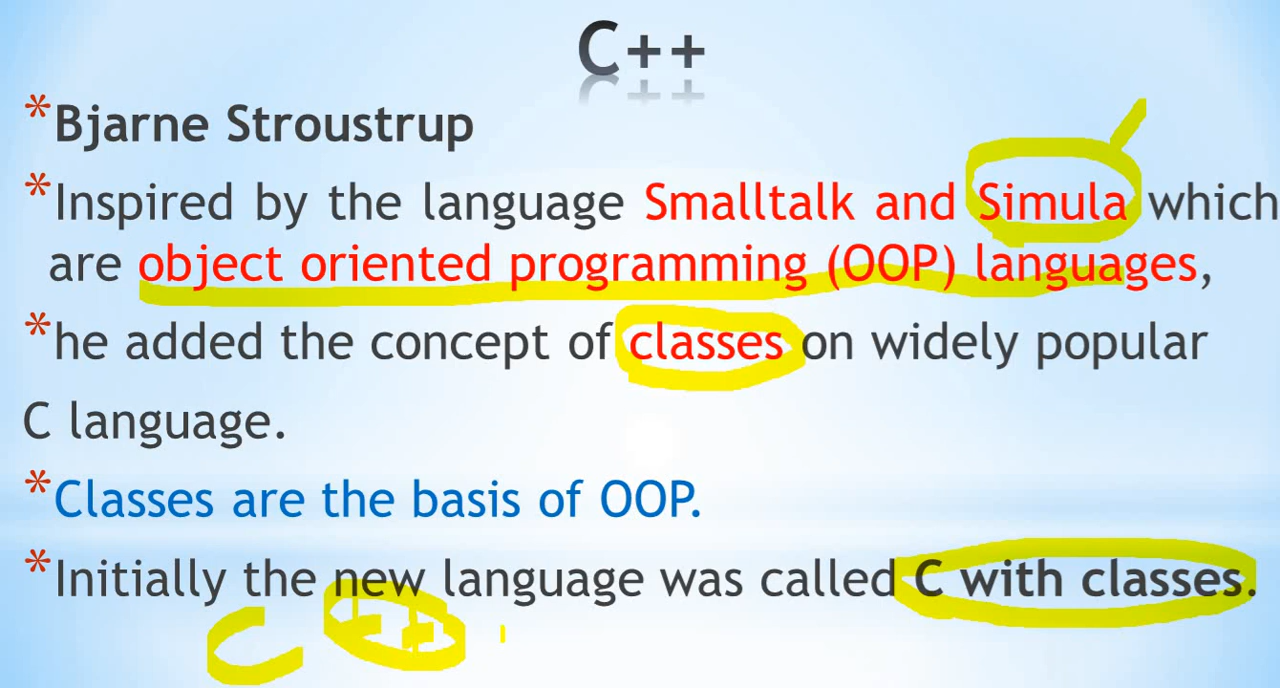 C++
*Bjarne Stroustrup
*Inspired by the language Smalltalk and Simula which
are object oriented programming (OOP) languages,
*he added the concept of classes on widely popular
C language.
*Classes are the basis of OOP.
*Initially the new language was called C with classes.
C ++